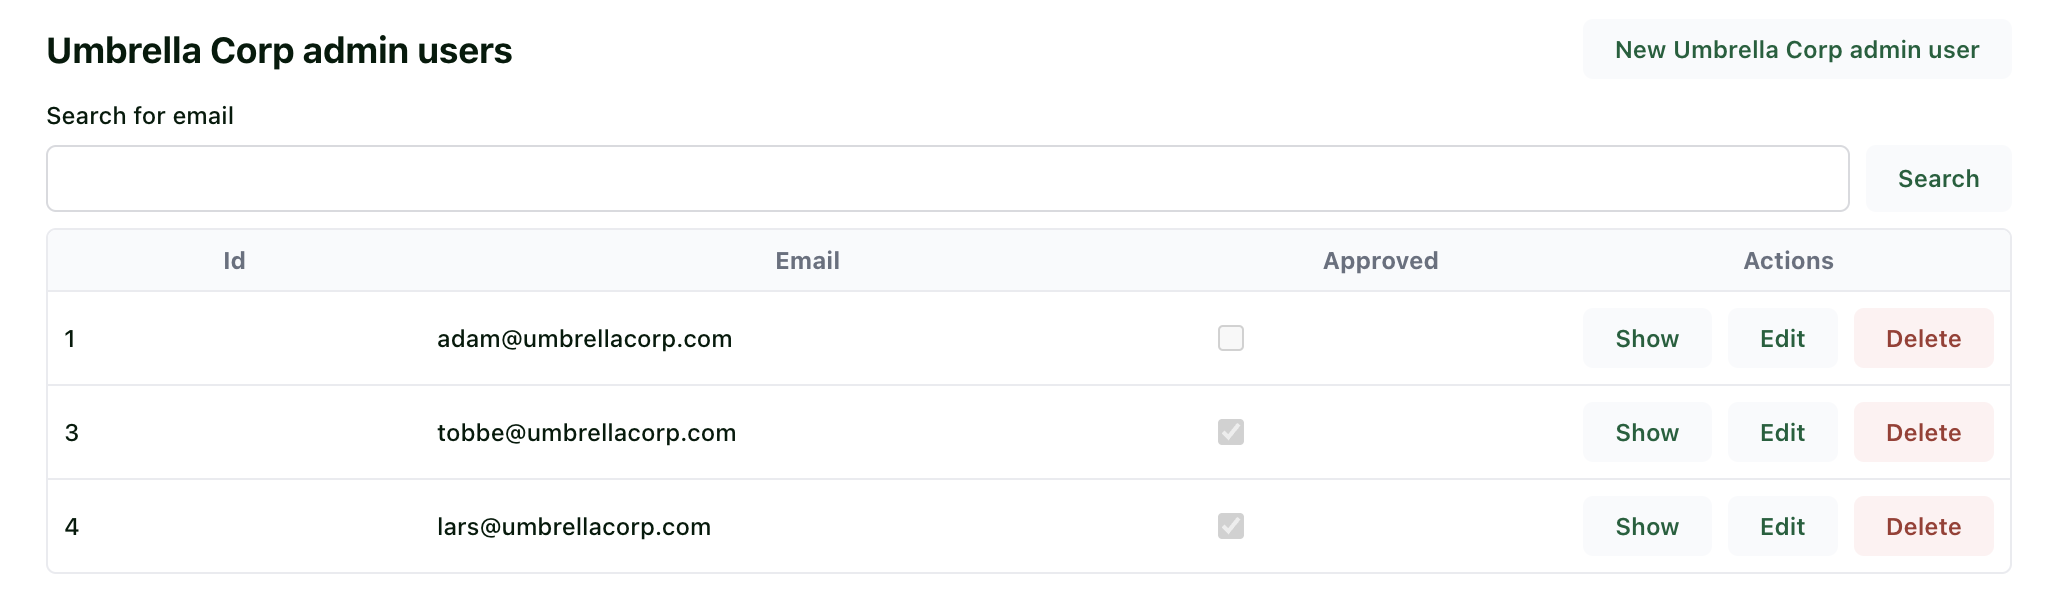 Umbrella Corp admin users New Umbrella Corp admin user
Search for email
Search
Id Email Approved Actions
1 adam@umbrellacorp.com Show Edit Delete
3 tobbe@umbrellacorp.com Show Edit Delete
4 lars@umbrellacorp.com Show Edit Delete